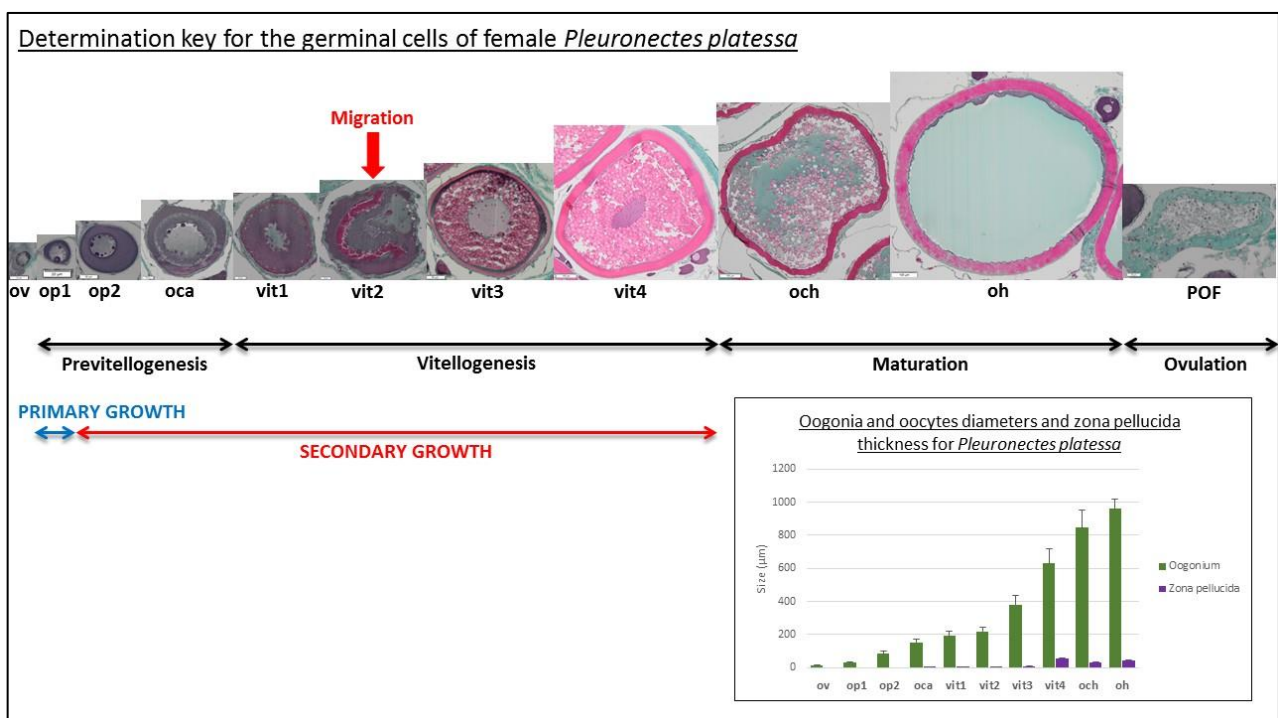 Determination key for the germinal cells of female Pleuronectes platessa
Migration
ov op1 op2 oca vit1 vit2 vit3 vit4 och oh POF
Previtellogenesis Vitellogenesis Maturation Ovulation
PRIMARY GROWTH
SECONDARY GROWTH
Oogonia and oocytes diameters and zona pellucida
thickness for Pleuronectes platessa
Size (µm)
1200
1000
800
600
400
200
0
ov op1 op2 oca vit1 vit2 vit3 vit4 och oh
Oogonium
Zona pellucida